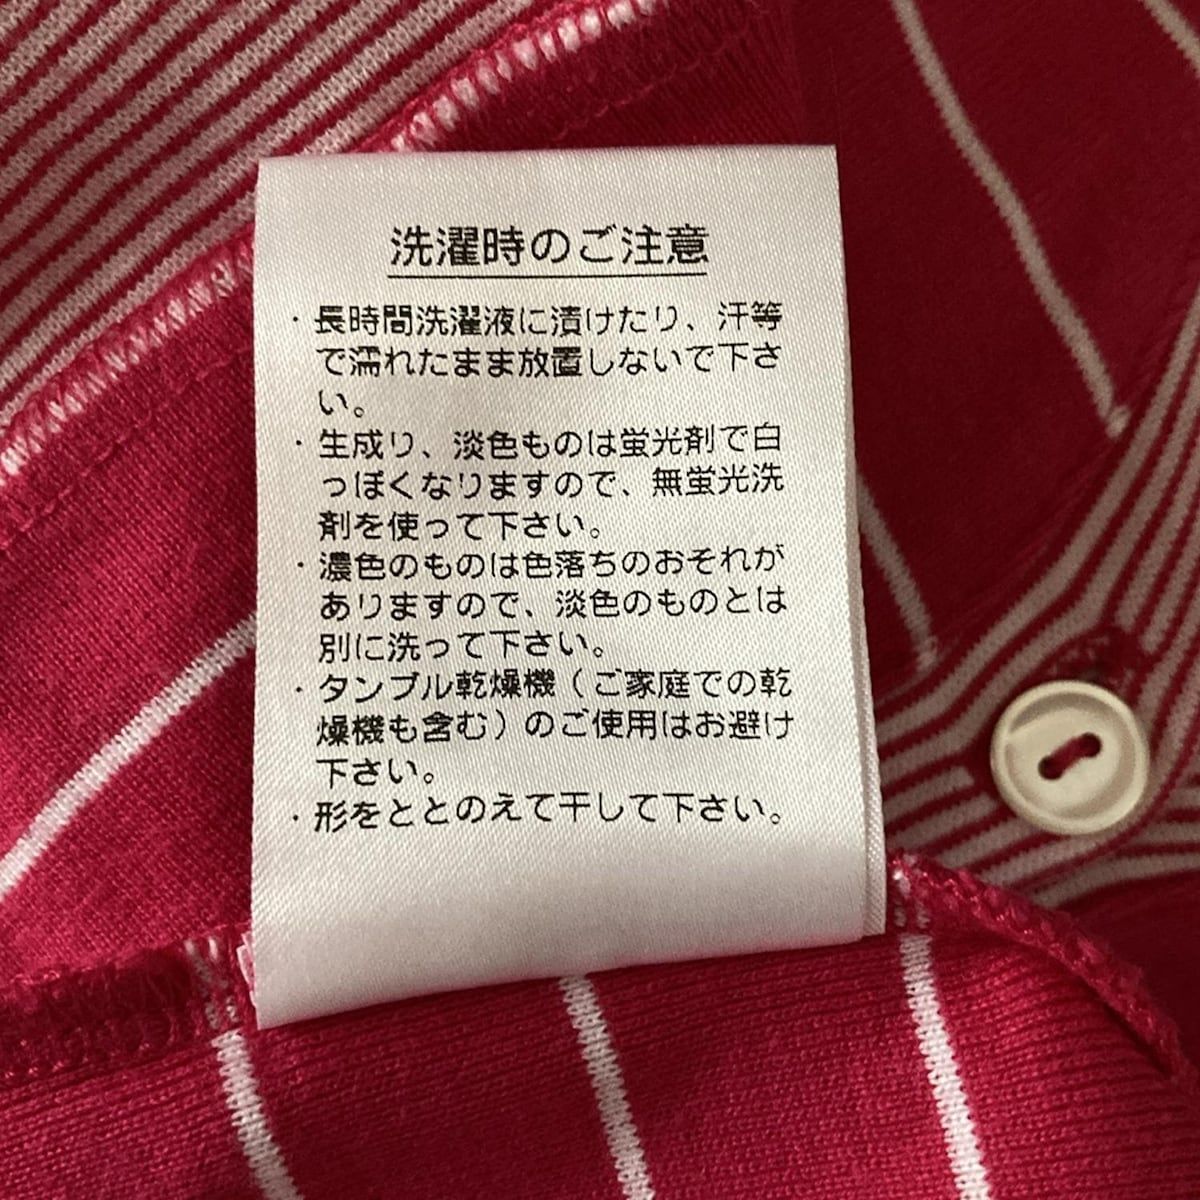 洗濯時のご注意
・長時間洗濯液に漬けたり、汗等
で濡れたまま放置しないで下さ
い。
・生成り、淡色ものは蛍光剤で白
っぽくなりますので、無蛍光洗
剤を使って下さい。
・濃色のものは色落ちのおそれが
ありますので、淡色のものとは
別に洗って下さい。
・タンブル乾燥機（ご家庭での乾
燥機も含む）のご使用はお避け
下さい。
・形をととのえて干して下さい。